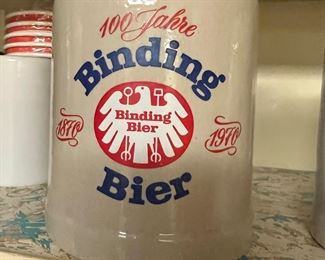 100 Jahre
Binding
Binding
Bier
1870
1970
Bier